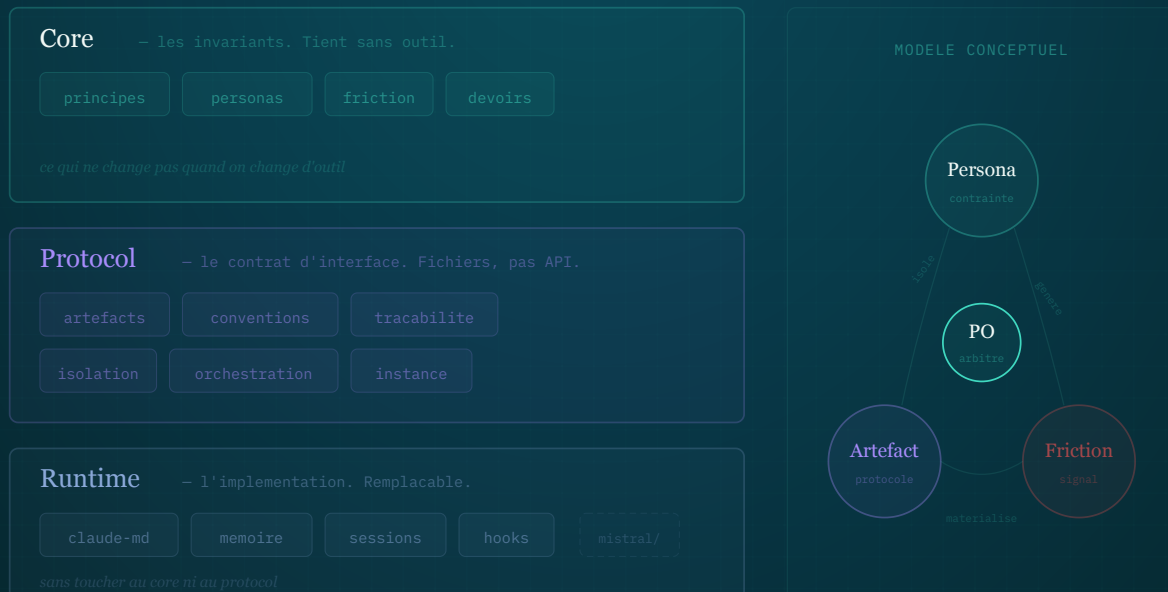 Core — les invariants. Tient sans outil.
principes personas friction devoirs
ce qui ne change pas quand on change d'outil
Protocol — le contrat d'interface. Fichiers, pas API.
artefacts conventions tracabilite
isolation orchestration instance
Runtime — l'implementation. Remplacable.
claude-md memoire sessions hooks mistral/
sans toucher au core ni au protocol
MODELE CONCEPTUEL
Persona
contrainte
isole
genere
PO
arbitre
Artefact
protocole
Friction
signal
materialise